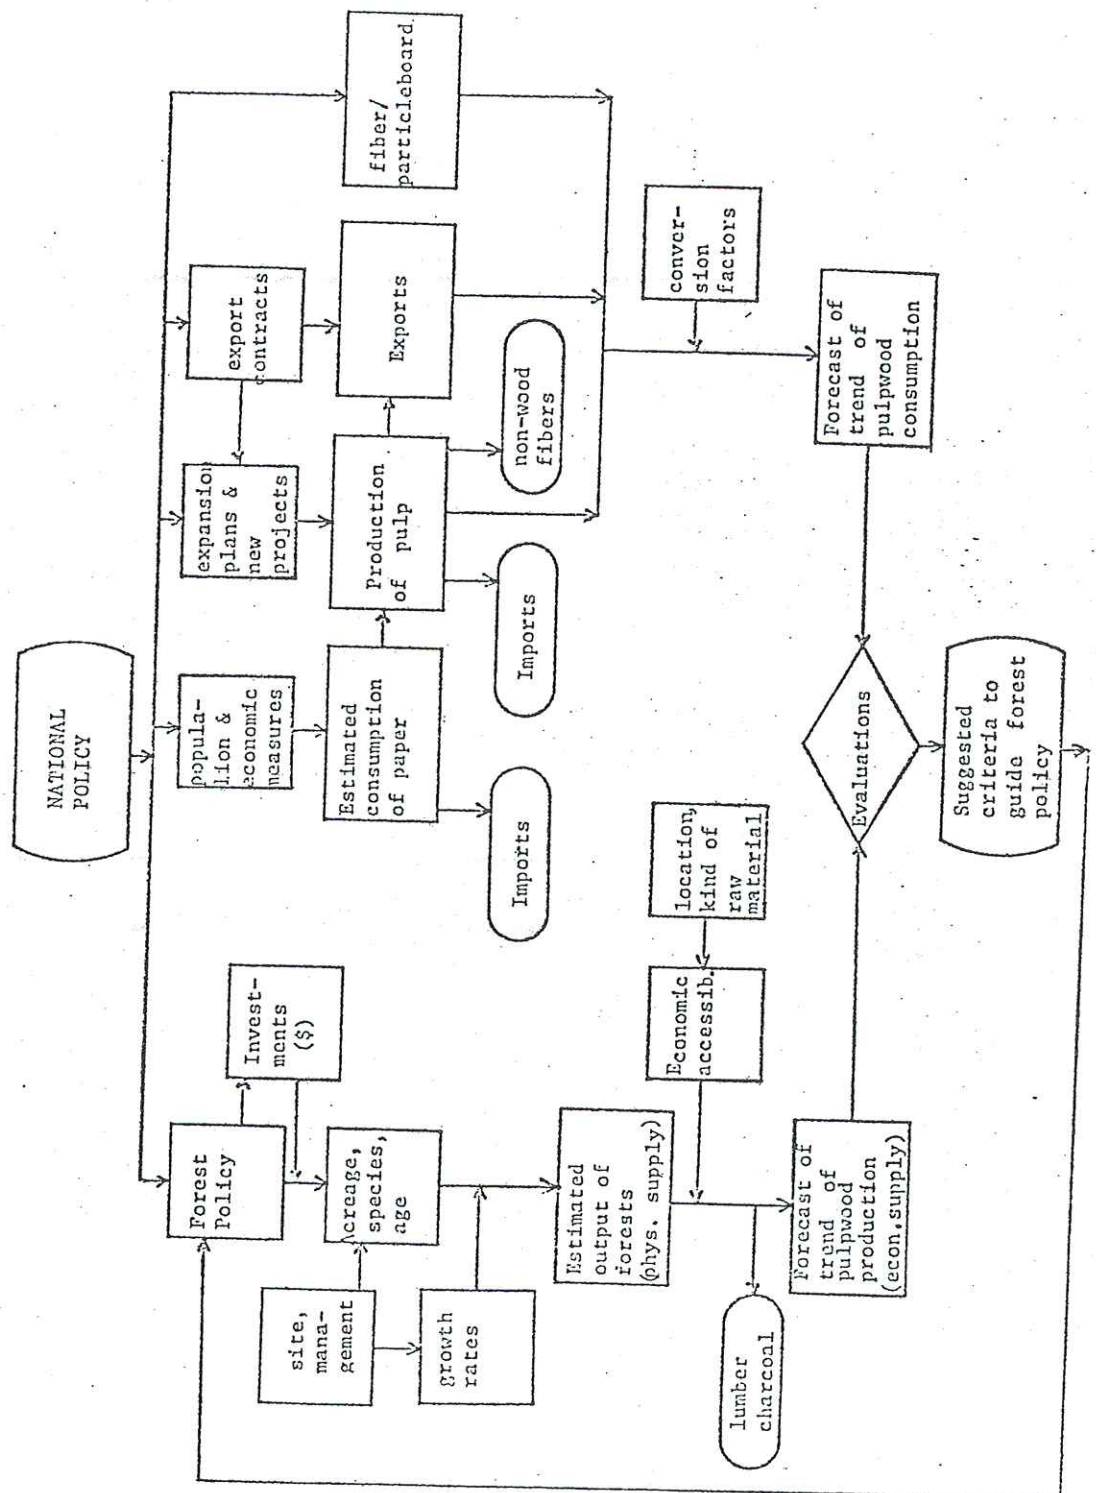 NATIONAL
POLICY
Forest
Policy
Invest-
ments
($)
popula-
lion &
economic
measures
expansion
plans &
new
projects
export
contracts
fiber/
particleboard
site,
mana-
gement
Acreage,
species,
age
growth
rates
Estimated
consumption
of paper
Production
of pulp
Exports
Imports
Imports
non-wood
fibers
Estimated
output of
forests
(phys. supply)
Economic
accessib.
location,
kind of
raw
material
conver-
sion
factors
lumber
charcoal
Forecast of
trend of
pulpwood
production
(econ.supply)
Evaluations
Forecast of
trend of
pulpwood
consumption
Suggested
criteria to
guide forest
policy